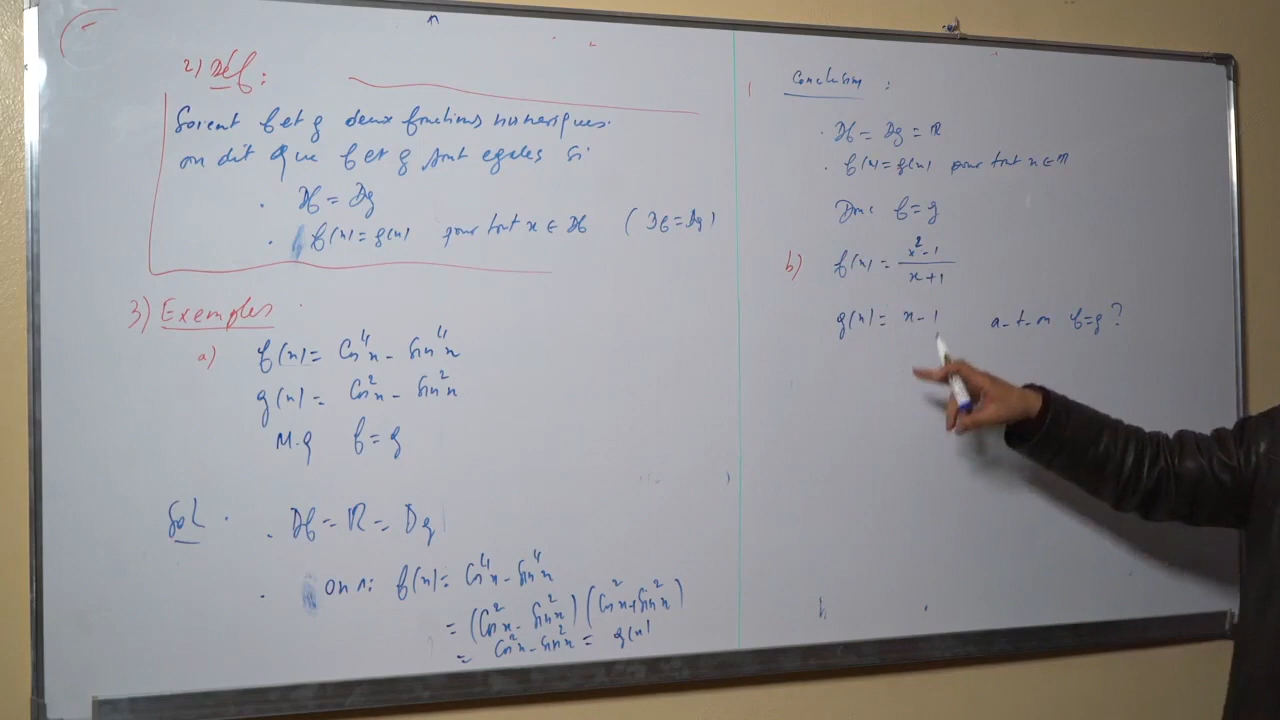 2) Déf :
Soient f et g deux fonctions numériques.
on dit que f et g sont egales si
. Df = Dg
. f(x) = g(x) pour tout x ∈ Df ( Df = Dg )
3) Exemples
a) f(x) = Cos⁴x - Sin⁴x
g(x) = Cos²x - Sin²x
M.q f = g
Sol .
. Df = ℝ = Dg
. on a : f(x) = Cos⁴x - Sin⁴x
= (Cos²x - Sin²x) (Cos²x + Sin²x)
= Cos²x - Sin²x = g(x)
Conclusion :
. Df = Dg = ℝ
. f(x) = g(x) pour tout x ∈ ℝ
Donc f = g
b) f(x) = (x² - 1)/(x + 1)
g(x) = x - 1 a-t-on f = g ?